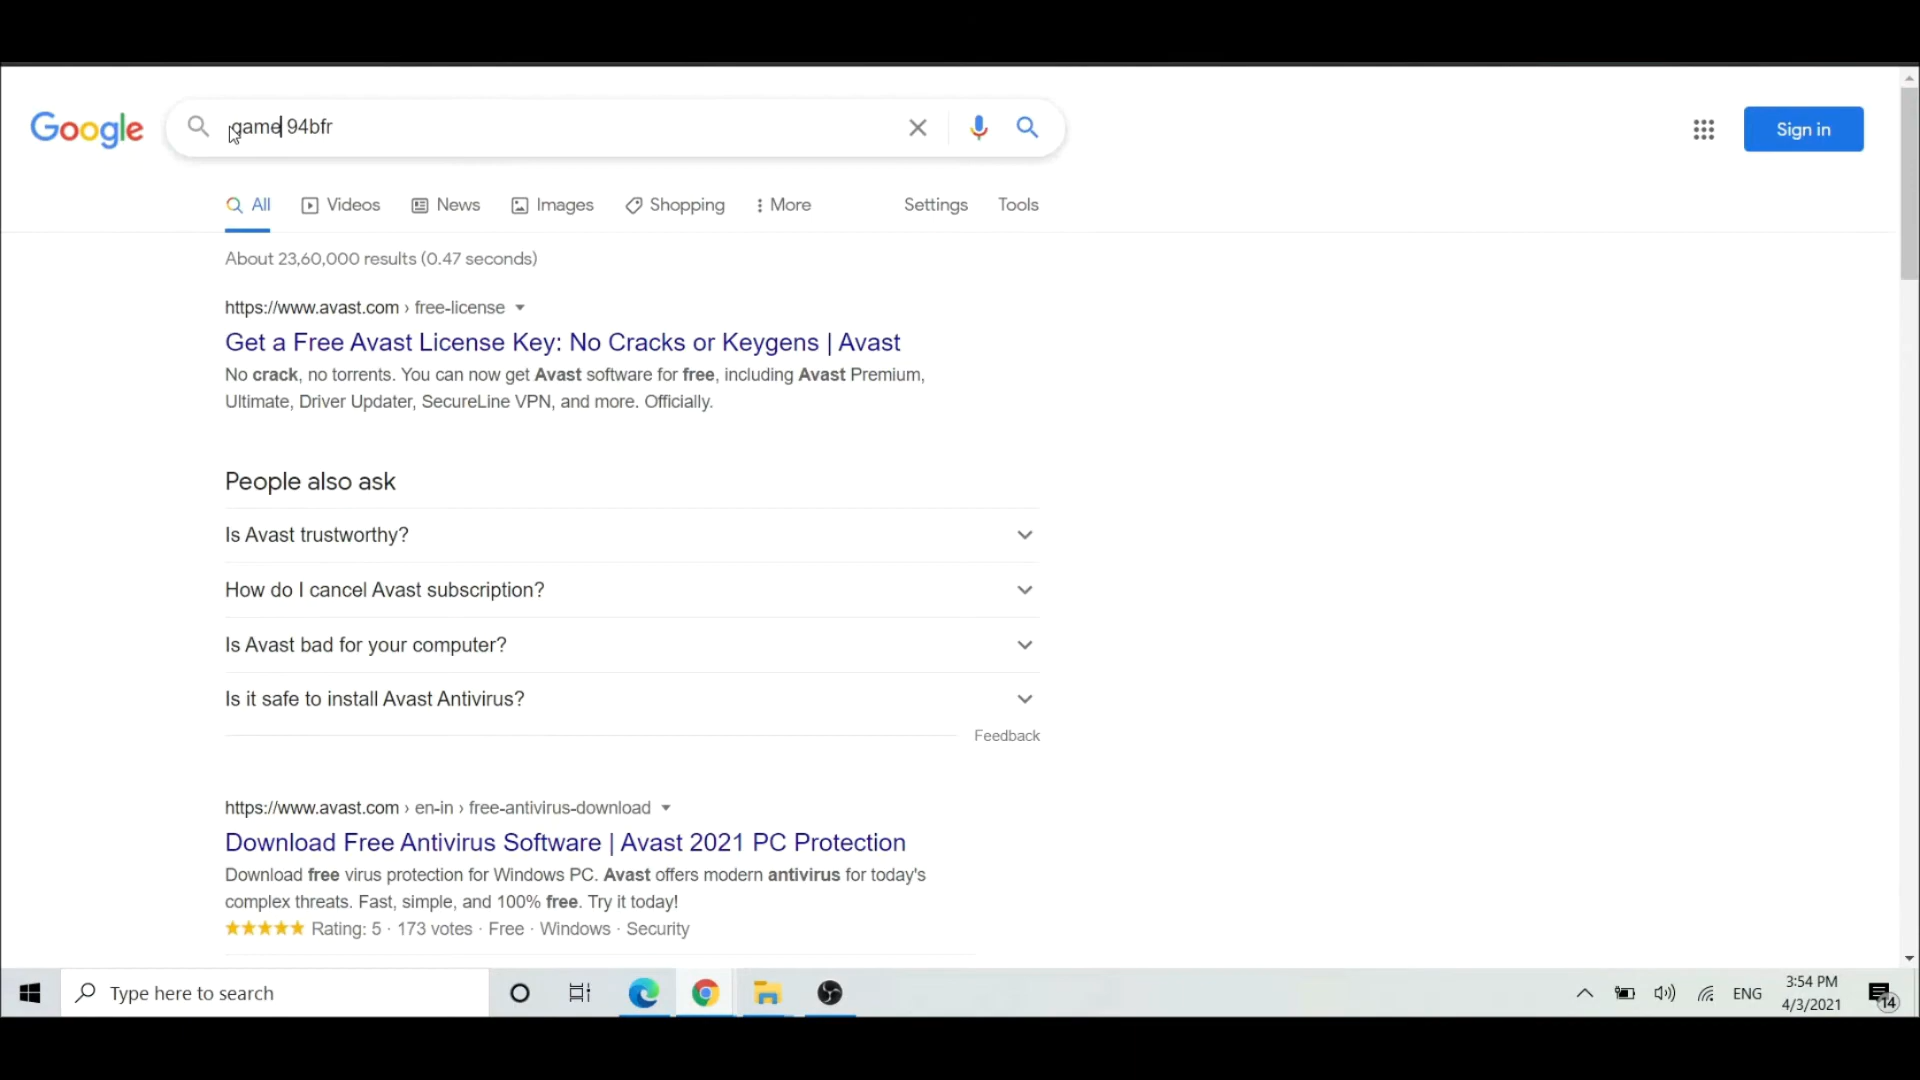 Google
game 94bfr
Sign in
All
Videos
News
Images
Shopping
More
Settings
Tools
About 23,60,000 results (0.47 seconds)
https://www.avast.com › free-license
Get a Free Avast License Key: No Cracks or Keygens | Avast
No crack, no torrents. You can now get Avast software for free, including Avast Premium,
Ultimate, Driver Updater, SecureLine VPN, and more. Officially.
People also ask
Is Avast trustworthy?
How do I cancel Avast subscription?
Is Avast bad for your computer?
Is it safe to install Avast Antivirus?
Feedback
https://www.avast.com › en-in › free-antivirus-download
Download Free Antivirus Software | Avast 2021 PC Protection
Download free virus protection for Windows PC. Avast offers modern antivirus for today's
complex threats. Fast, simple, and 100% free. Try it today!
Rating: 5 · 173 votes · Free · Windows · Security
Type here to search
ENG
3:54 PM
4/3/2021
14